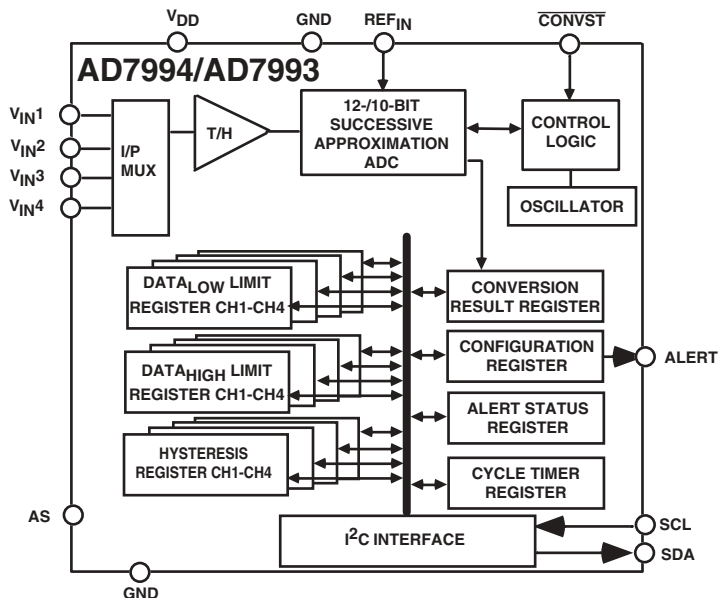 VDD
GND
REFIN
CONVST
AD7994/AD7993
VIN1
VIN2
VIN3
VIN4
I/P
MUX
T/H
12-/10-BIT
SUCCESSIVE
APPROXIMATION
ADC
CONTROL
LOGIC
OSCILLATOR
DATALOW LIMIT
REGISTER CH1-CH4
CONVERSION
RESULT REGISTER
DATAHIGH LIMIT
REGISTER CH1-CH4
CONFIGURATION
REGISTER
ALERT
ALERT STATUS
REGISTER
HYSTERESIS
REGISTER CH1-CH4
CYCLE TIMER
REGISTER
AS
I2C INTERFACE
SCL
SDA
GND